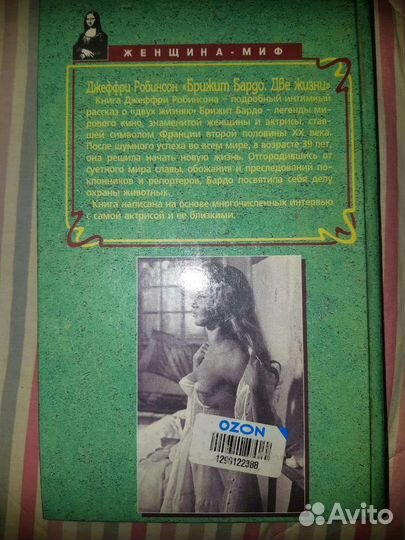 ЖЕНЩИНА - МИФ
Джеффри Робинсон «Брижит Бардо. Две жизни»
Книга Джеффри Робинсона – подробный интимный
рассказ о «двух жизнях» Брижит Бардо – легенды ми-
рового кино, знаменитой женщины и актрисы, став-
шей символом Франции второй половины XX века.
После шумного успеха во всем мире, в возрасте 39 лет,
она решила начать новую жизнь. Отгородившись от
суетного мира славы, обожания и преследований по-
клонников и репортеров, Бардо посвятила себя делу
охраны животных.
Книга написана на основе многочисленных интервью
с самой актрисой и ее близкими.
OZON
Avito